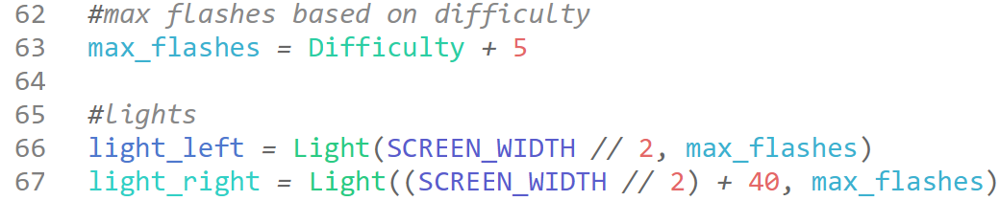 62 #max flashes based on difficulty
63 max_flashes = Difficulty + 5
64
65 #lights
66 light_left = Light(SCREEN_WIDTH // 2, max_flashes)
67 light_right = Light((SCREEN_WIDTH // 2) + 40, max_flashes)